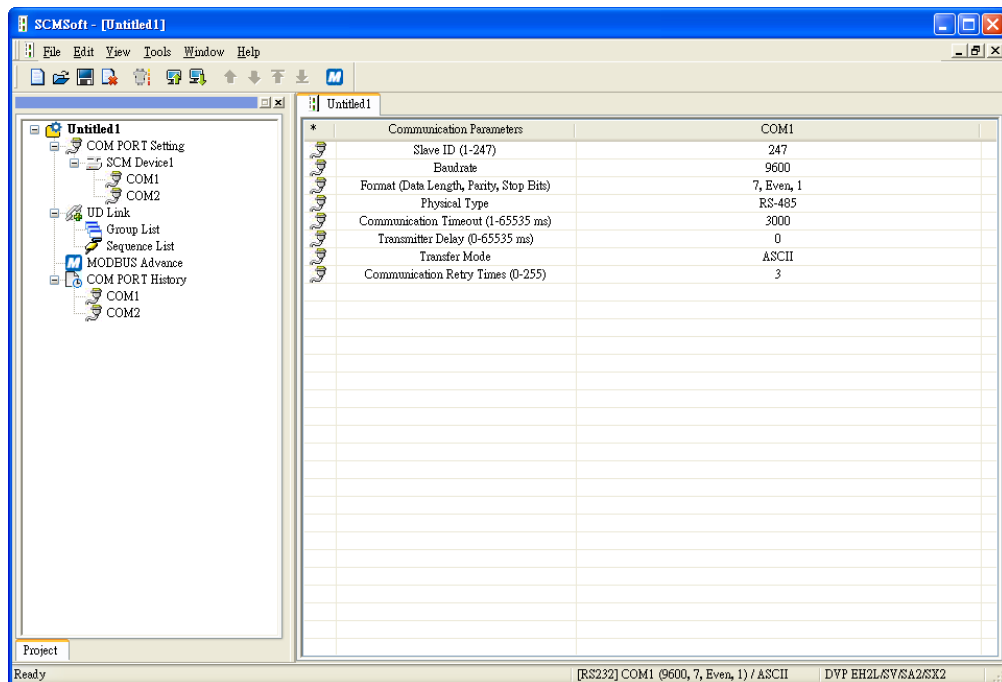 SCMSoft - [Untitled1]
File Edit View Tools Window Help
Untitled1
COM PORT Setting
SCM Device1
COM1
COM2
UD Link
Group List
Sequence List
MODBUS Advance
COM PORT History
COM1
COM2
Project
Untitled1
* Communication Parameters COM1
Slave ID (1-247) 247
Baudrate 9600
Format (Data Length, Parity, Stop Bits) 7, Even, 1
Physical Type RS-485
Communication Timeout (1-65535 ms) 3000
Transmitter Delay (0-65535 ms) 0
Transfer Mode ASCII
Communication Retry Times (0-255) 3
Ready [RS232] COM1 (9600, 7, Even, 1) / ASCII DVP EH2L/SV/SA2/SX2